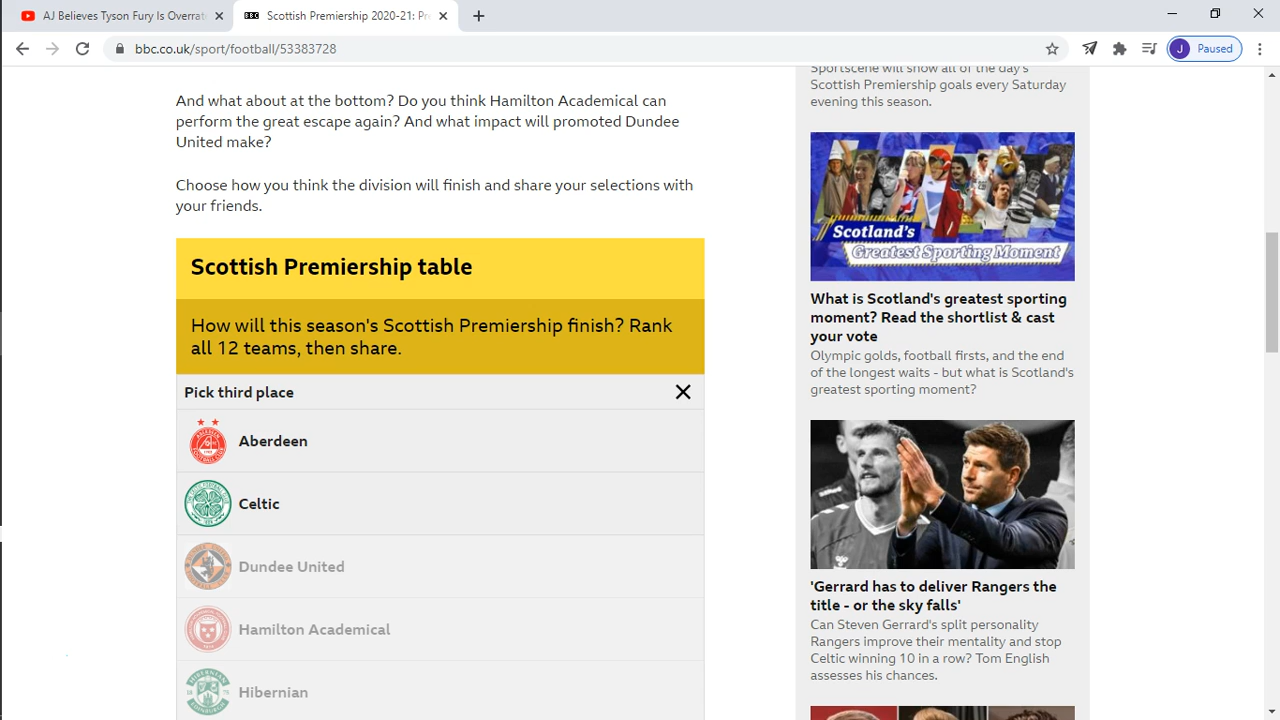 AJ Believes Tyson Fury Is Overrat
BBC Scottish Premiership 2020-21: Pr
bbc.co.uk/sport/football/53383728
J Paused
And what about at the bottom? Do you think Hamilton Academical can
perform the great escape again? And what impact will promoted Dundee
United make?
Choose how you think the division will finish and share your selections with
your friends.
Scottish Premiership table
How will this season's Scottish Premiership finish? Rank
all 12 teams, then share.
Pick third place
Aberdeen
Celtic
Dundee United
Hamilton Academical
Hibernian
Sportscene will show all of the day's
Scottish Premiership goals every Saturday
evening this season.
Scotland's
Greatest Sporting Moment
What is Scotland's greatest sporting
moment? Read the shortlist & cast
your vote
Olympic golds, football firsts, and the end
of the longest waits - but what is Scotland's
greatest sporting moment?
'Gerrard has to deliver Rangers the
title - or the sky falls'
Can Steven Gerrard's split personality
Rangers improve their mentality and stop
Celtic winning 10 in a row? Tom English
assesses his chances.